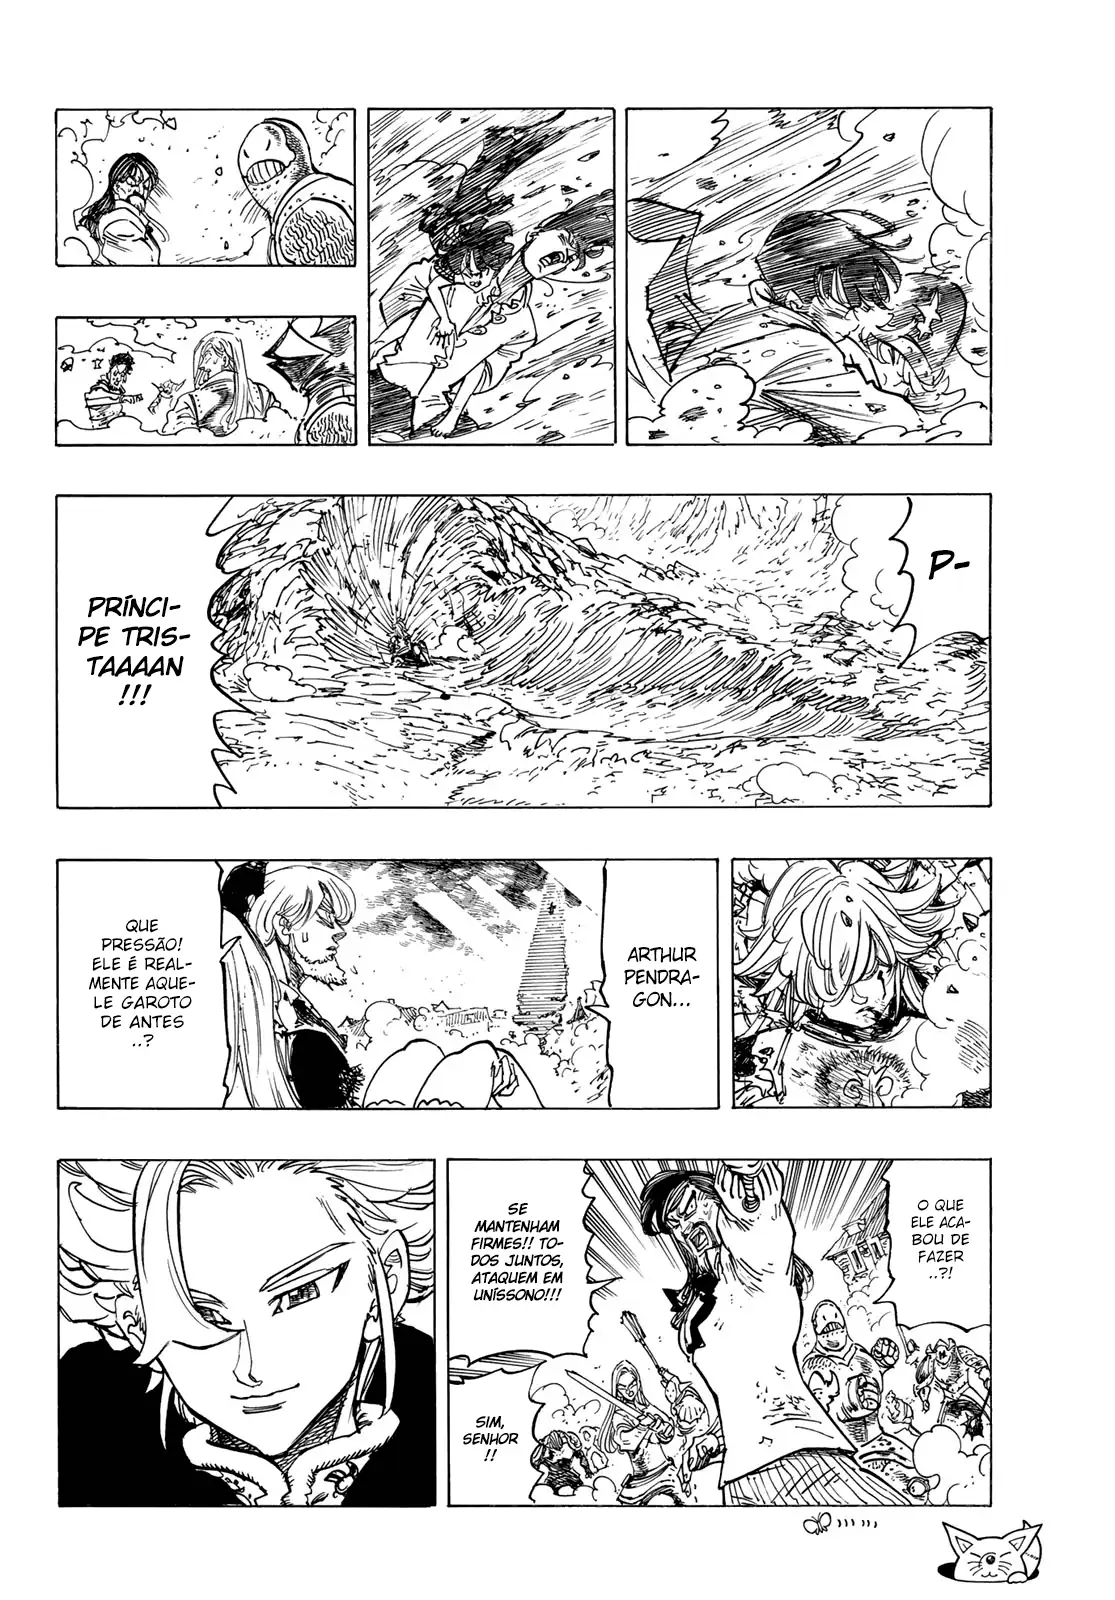 P-
PRÍNCI-
PE TRIS-
TAAAAN
!!!
ARTHUR
PENDRA-
GON...
QUE
PRESSÃO!
ELE É REAL-
MENTE AQUE-
LE GAROTO
DE ANTES
..?
O QUE
ELE ACA-
BOU DE
FAZER
..?!
SE
MANTENHAM
FIRMES!! TO-
DOS JUNTOS,
ATAQUEM EM
UNÍSSONO!!!
SIM,
SENHOR
!!